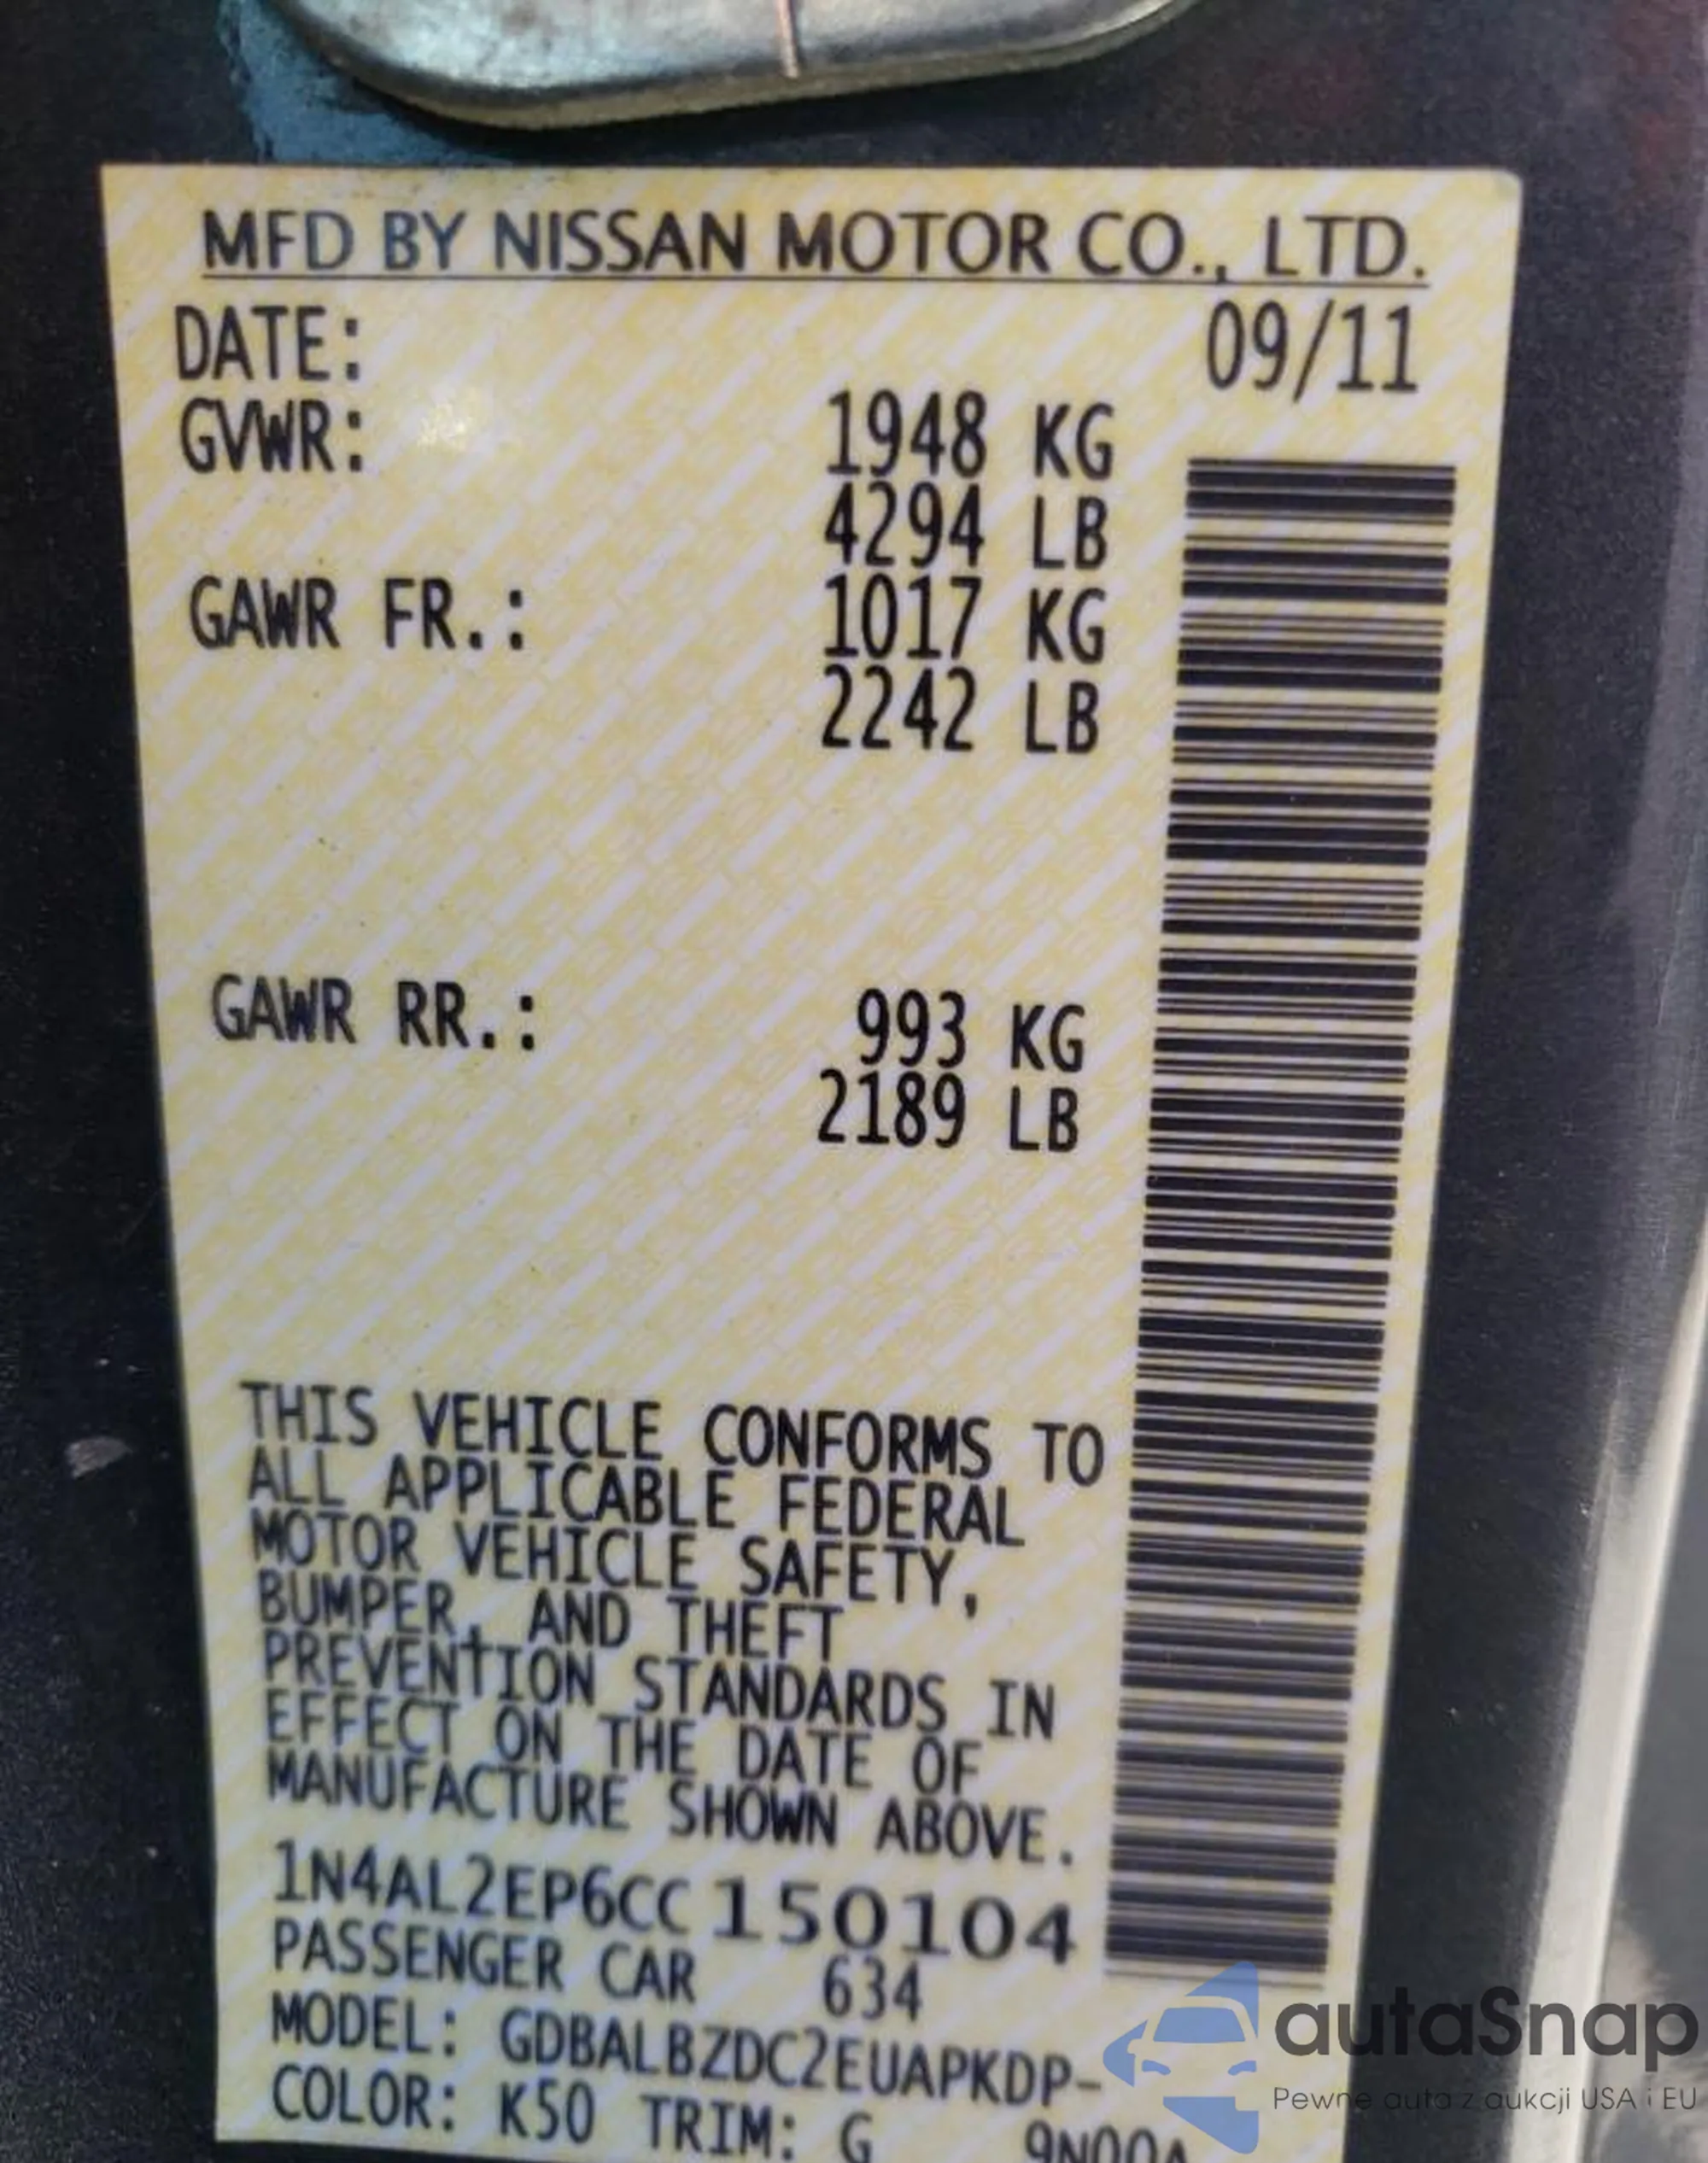 MFD BY NISSAN MOTOR CO., LTD.
DATE: 09/11
GVWR: 1948 KG
4294 LB
GAWR FR.: 1017 KG
2242 LB
GAWR RR.: 993 KG
2189 LB
THIS VEHICLE CONFORMS TO
ALL APPLICABLE FEDERAL
MOTOR VEHICLE SAFETY,
BUMPER, AND THEFT
PREVENTION STANDARDS IN
EFFECT ON THE DATE OF
MANUFACTURE SHOWN ABOVE.
1N4AL2EP6CC150104
PASSENGER CAR 634
MODEL: GDBALBZDC2EUAPKDP-
COLOR: K50 TRIM: G 9N00A
autaSnap
Pewne auta z aukcji USA i EU